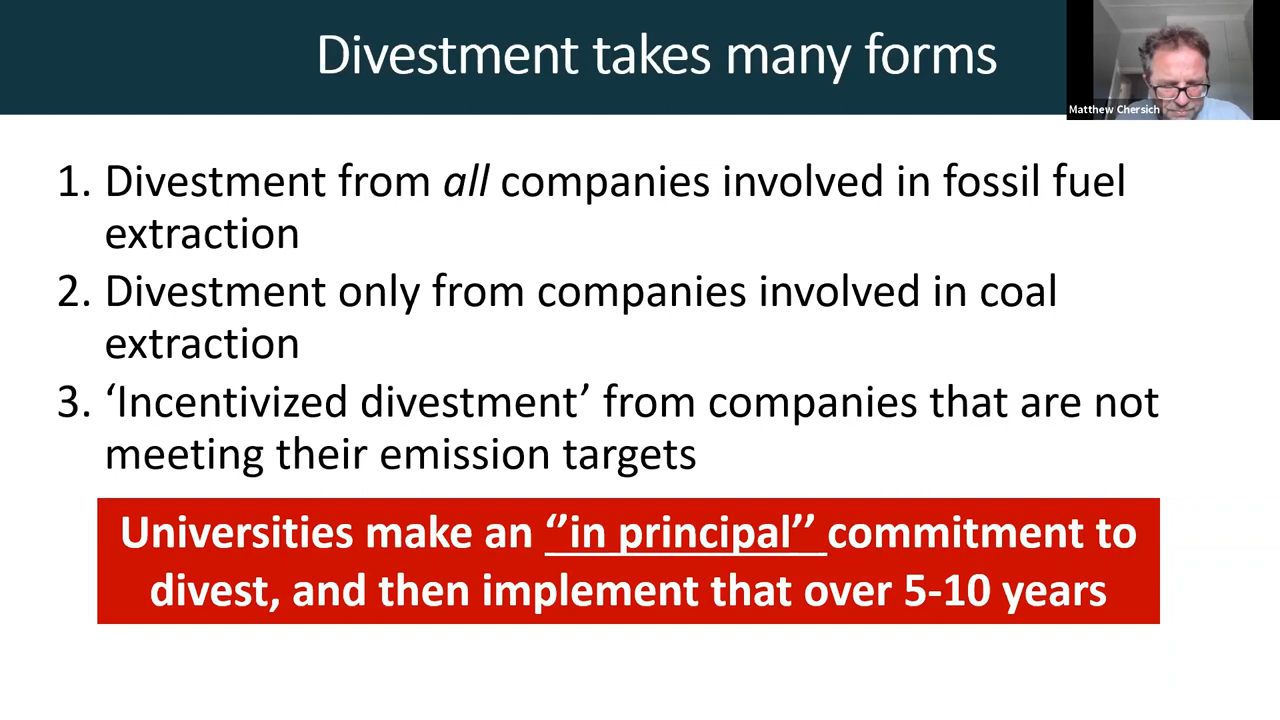 Divestment takes many forms
Matthew Chersich
1. Divestment from all companies involved in fossil fuel
extraction
2. Divestment only from companies involved in coal
extraction
3. ‘Incentivized divestment’ from companies that are not
meeting their emission targets
Universities make an ‘’in principal’’ commitment to
divest, and then implement that over 5-10 years